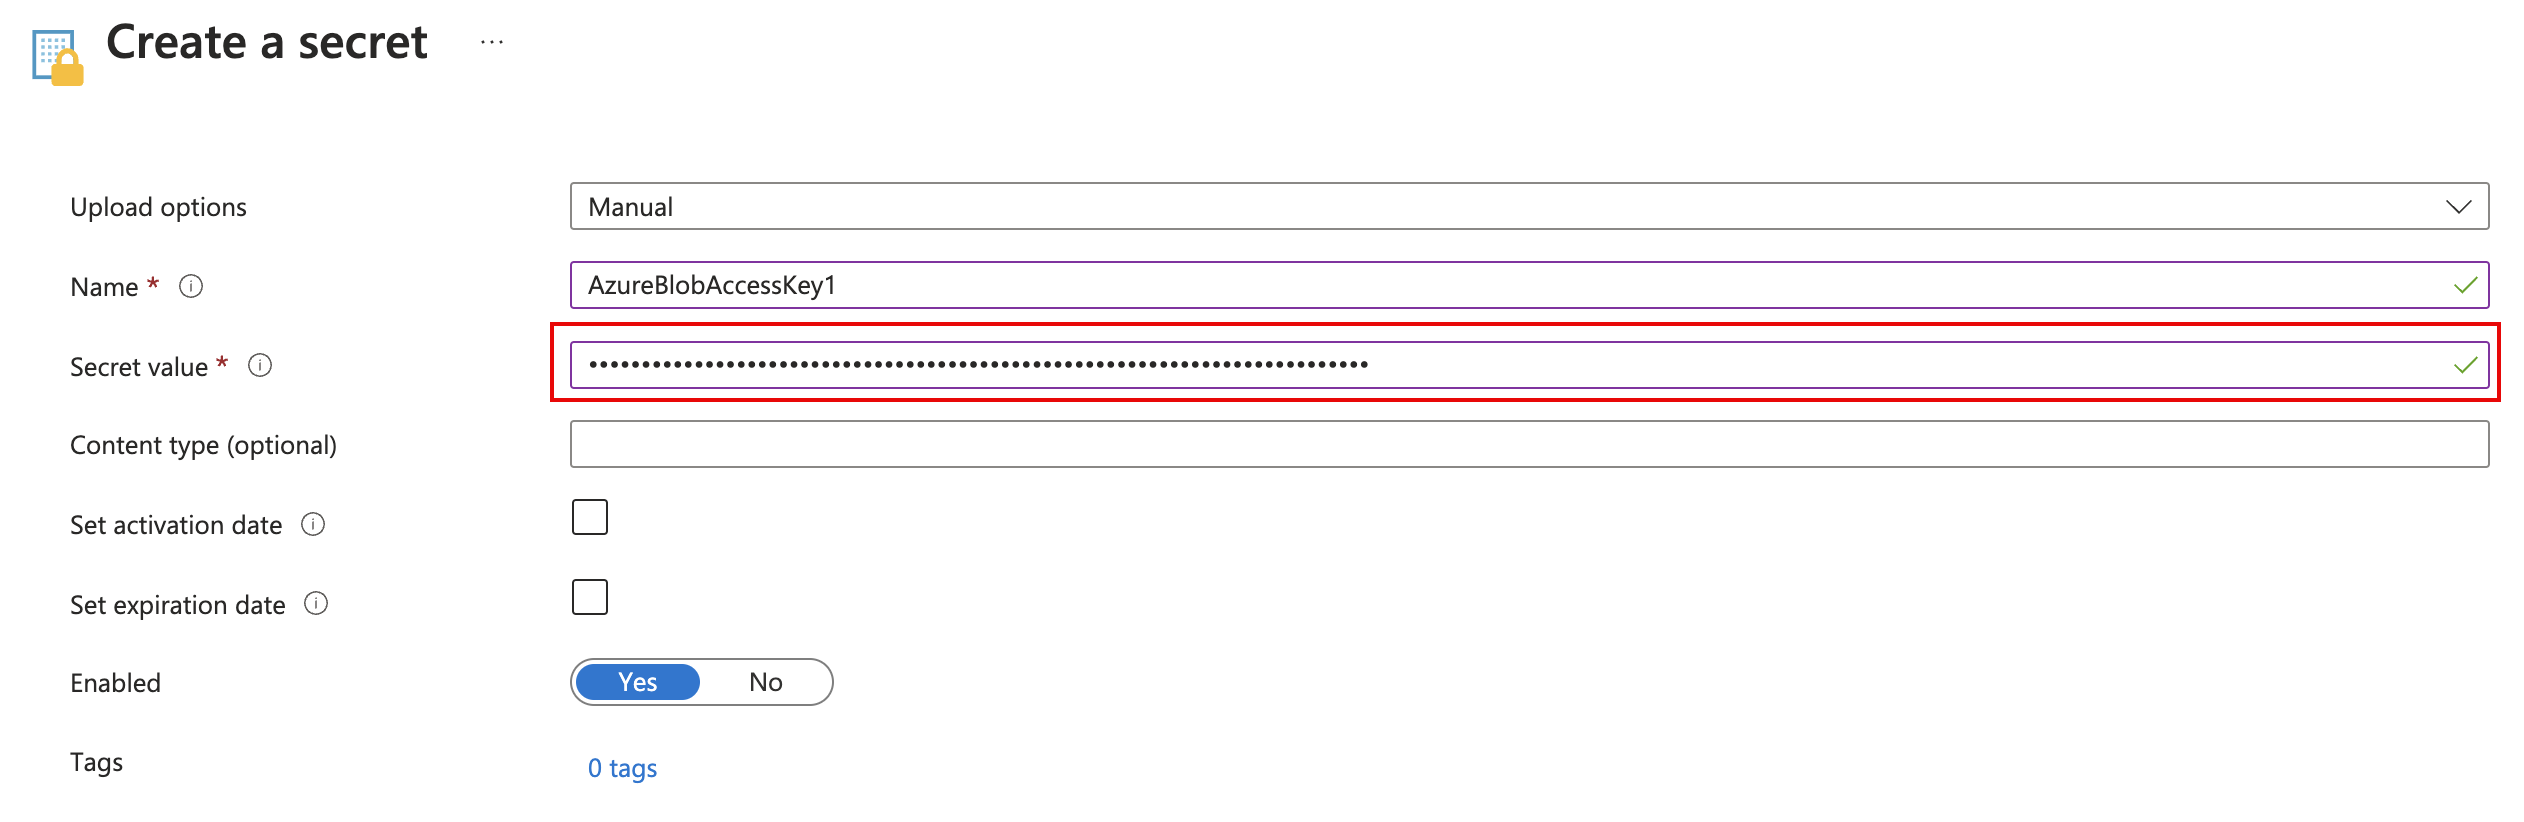 Create a secret ...
Upload options Manual
Name * AzureBlobAccessKey1
Secret value * ••••••••••••••••••••••••••••••••••••••••••••••••••••••••••••••••••••••••••
Content type (optional)
Set activation date
Set expiration date
Enabled Yes No
Tags 0 tags